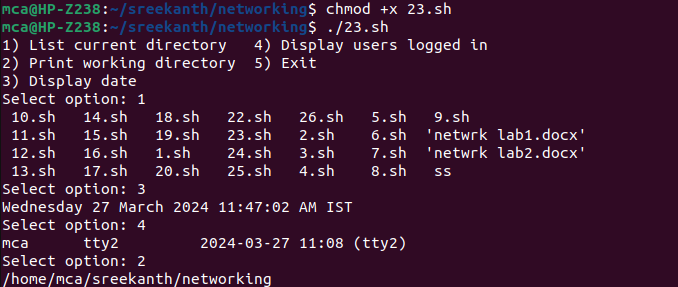 mca@HP-Z238:~/sreekanth/networking$ chmod +x 23.sh
mca@HP-Z238:~/sreekanth/networking$ ./23.sh
1) List current directory   4) Display users logged in
2) Print working directory  5) Exit
3) Display date
Select option: 1
 10.sh   14.sh   18.sh   22.sh   26.sh   5.sh   9.sh
 11.sh   15.sh   19.sh   23.sh   2.sh    6.sh  'netwrk lab1.docx'
 12.sh   16.sh   1.sh    24.sh   3.sh    7.sh  'netwrk lab2.docx'
 13.sh   17.sh   20.sh   25.sh   4.sh    8.sh   ss
Select option: 3
Wednesday 27 March 2024 11:47:02 AM IST
Select option: 4
mca      tty2         2024-03-27 11:08 (tty2)
Select option: 2
/home/mca/sreekanth/networking